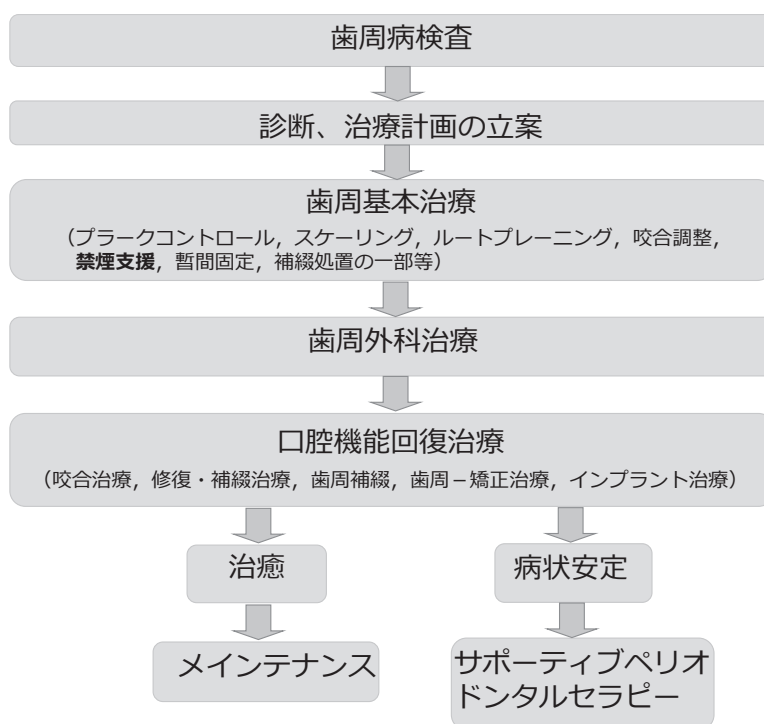 歯周病検査
診断、治療計画の立案
歯周基本治療
（プラークコントロール，スケーリング，ルートプレーニング，咬合調整，
禁煙支援，暫間固定，補綴処置の一部等）
歯周外科治療
口腔機能回復治療
（咬合治療，修復・補綴治療，歯周補綴，歯周－矯正治療，インプラント治療）
治癒
病状安定
メインテナンス
サポーティブペリオ
ドンタルセラピー